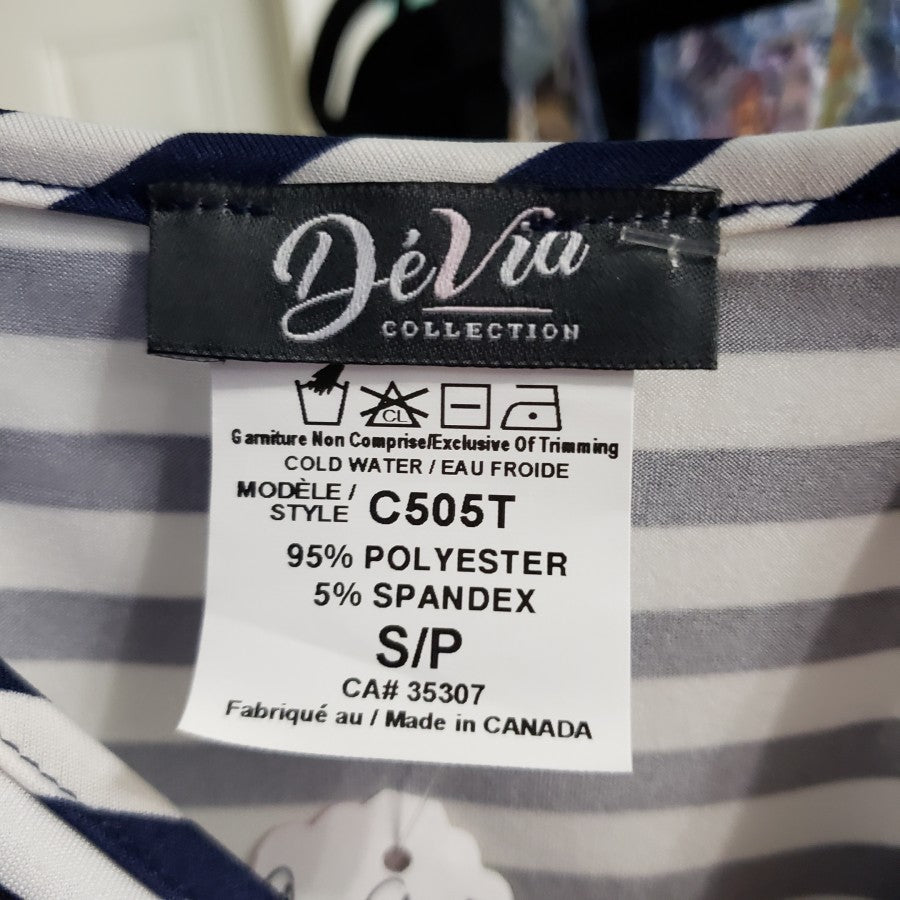 DéVia
COLLECTION
CL
Garniture Non Comprise/Exclusive Of Trimming
COLD WATER / EAU FROIDE
MODÈLE /
STYLE C505T
95% POLYESTER
5% SPANDEX
S/P
CA# 35307
Fabriqué au / Made in CANADA